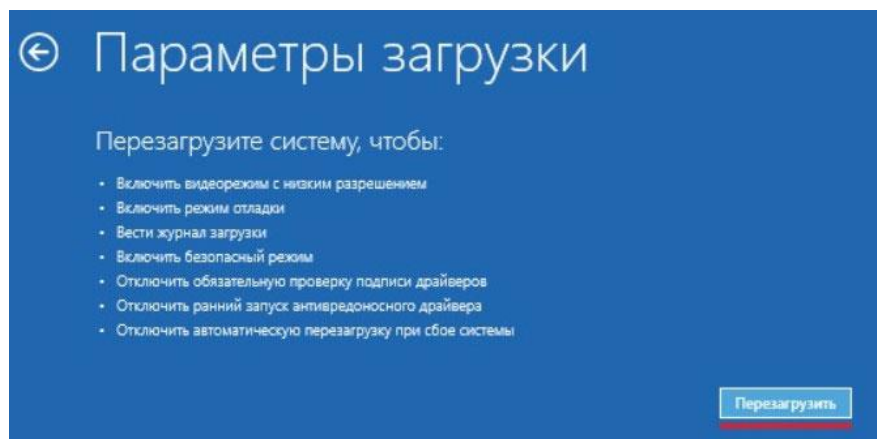 Параметры загрузки
Перезагрузите систему, чтобы:
• Включить видеорежим с низким разрешением
• Включить режим отладки
• Вести журнал загрузки
• Включить безопасный режим
• Отключить обязательную проверку подписи драйверов
• Отключить ранний запуск антивредоносного драйвера
• Отключить автоматическую перезагрузку при сбое системы
Перезагрузить